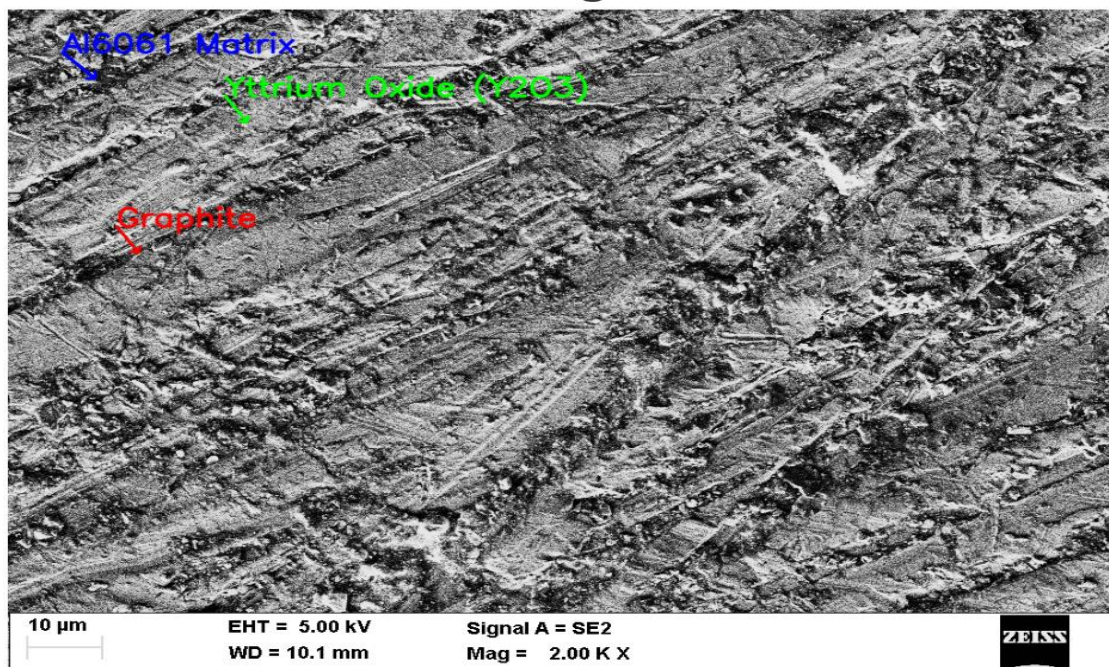 Al6061 Matrix
Yttrium Oxide (Y2O3)
Graphite
10 µm
EHT = 5.00 kV
Signal A = SE2
WD = 10.1 mm
Mag = 2.00 K X
ZEISS